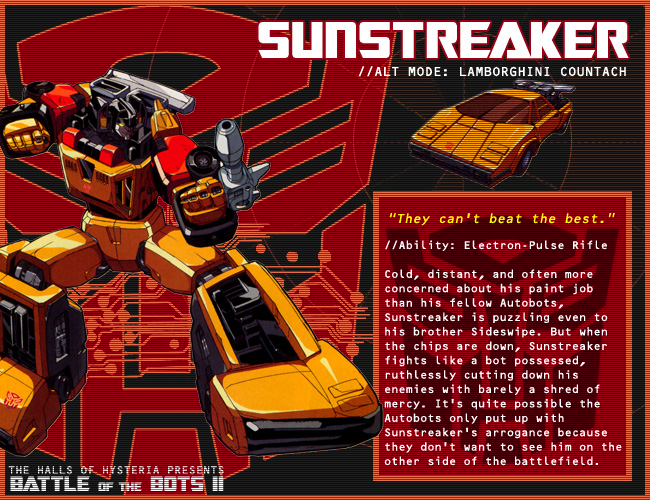 SUNSTREAKER
//ALT MODE: LAMBORGHINI COUNTACH
"They can't beat the best."
//Ability: Electron-Pulse Rifle
Cold, distant, and often more
concerned about his paint job
than his fellow Autobots,
Sunstreaker is puzzling even to
his brother Sideswipe. But when
the chips are down, Sunstreaker
fights like a bot possessed,
ruthlessly cutting down his
enemies with barely a shred of
mercy. It's quite possible the
Autobots only put up with
Sunstreaker's arrogance because
they don't want to see him on the
other side of the battlefield.
THE HALLS OF HYSTERIA PRESENTS
BATTLE OF THE BOTS II